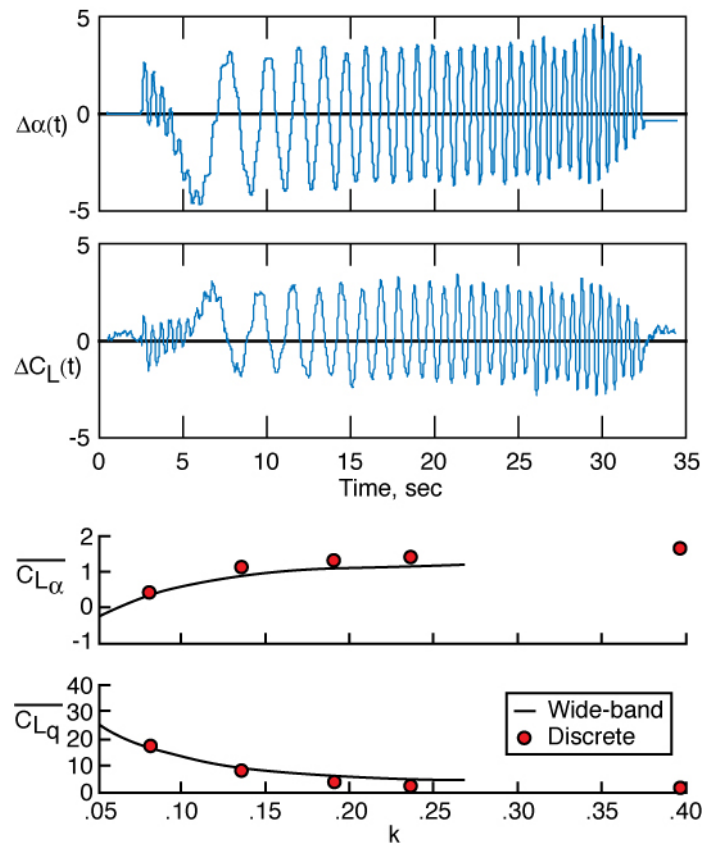 5
0
Δα(t)
-5
5
0
ΔC_L(t)
-5
0 5 10 15 20 25 30 35
Time, sec
2
1
C_Lα
0
-1
40
30
C_Lq
20
10
0
Wide-band
Discrete
.05 .10 .15 .20 .25 .30 .35 .40
k